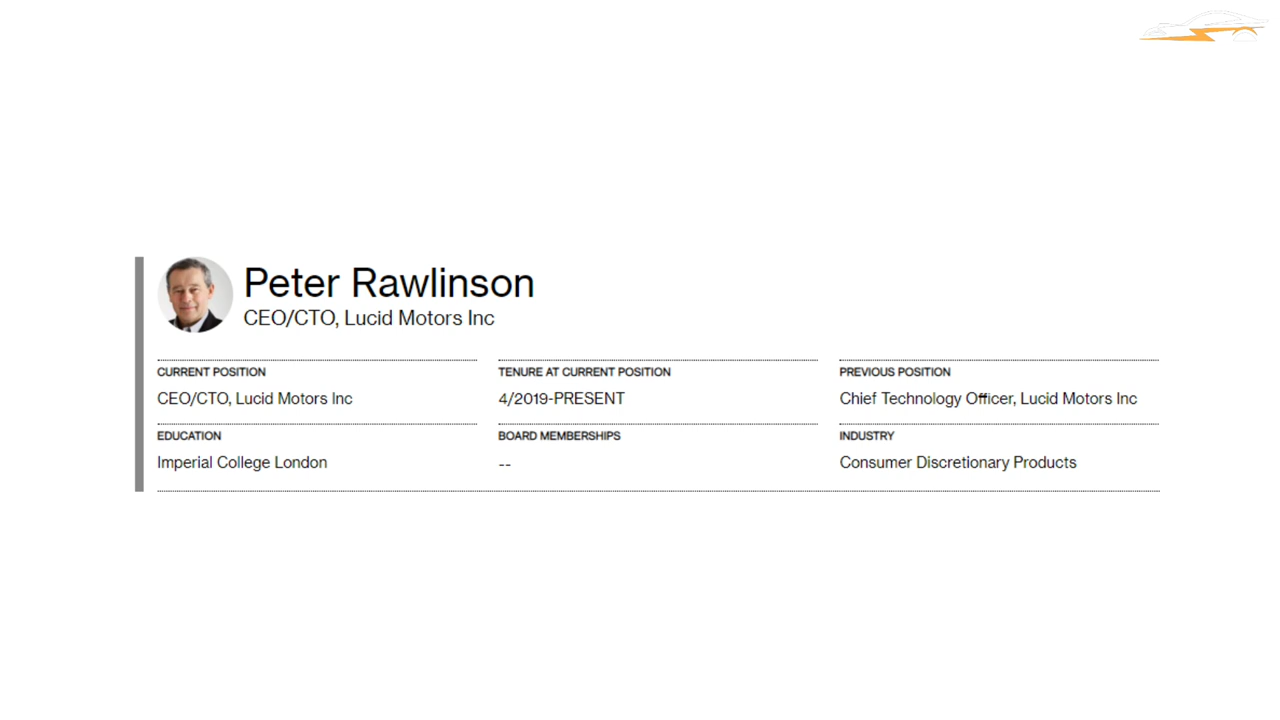 Peter Rawlinson
CEO/CTO, Lucid Motors Inc
CURRENT POSITION
CEO/CTO, Lucid Motors Inc
TENURE AT CURRENT POSITION
4/2019-PRESENT
PREVIOUS POSITION
Chief Technology Officer, Lucid Motors Inc
EDUCATION
Imperial College London
BOARD MEMBERSHIPS
--
INDUSTRY
Consumer Discretionary Products